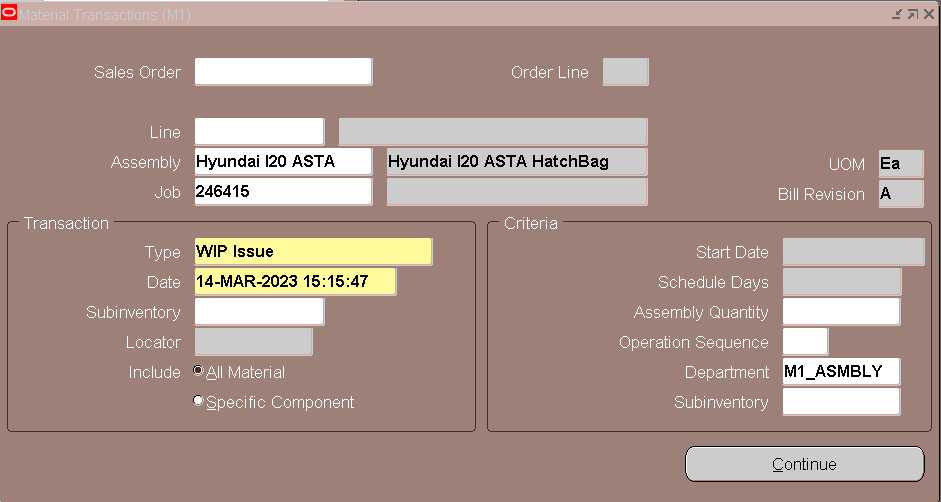 Material Transactions (M1)
Sales Order
Order Line
Line
Assembly Hyundai I20 ASTA Hyundai I20 ASTA HatchBag UOM Ea
Job 246415 Bill Revision A
Transaction
Type WIP Issue
Date 14-MAR-2023 15:15:47
Subinventory
Locator
Include All Material
Specific Component
Criteria
Start Date
Schedule Days
Assembly Quantity
Operation Sequence
Department M1_ASMBLY
Subinventory
Continue